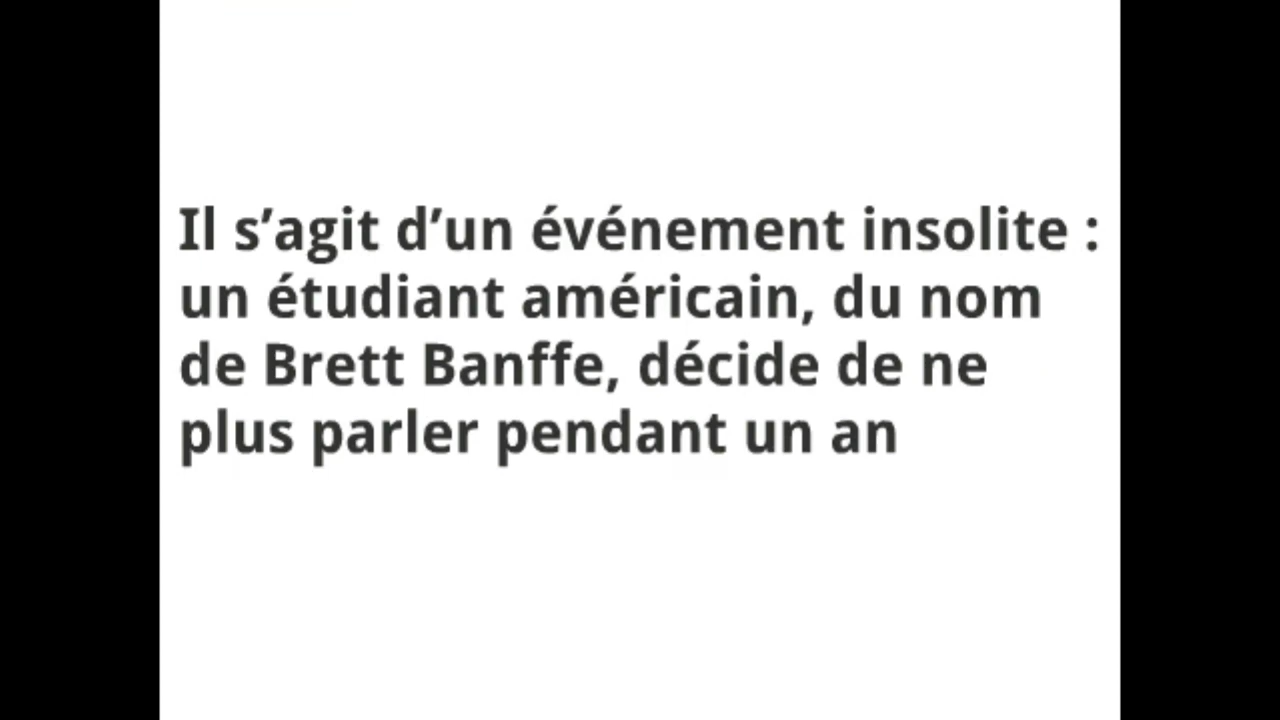 Il s’agit d’un événement insolite :
un étudiant américain, du nom
de Brett Banffe, décide de ne
plus parler pendant un an